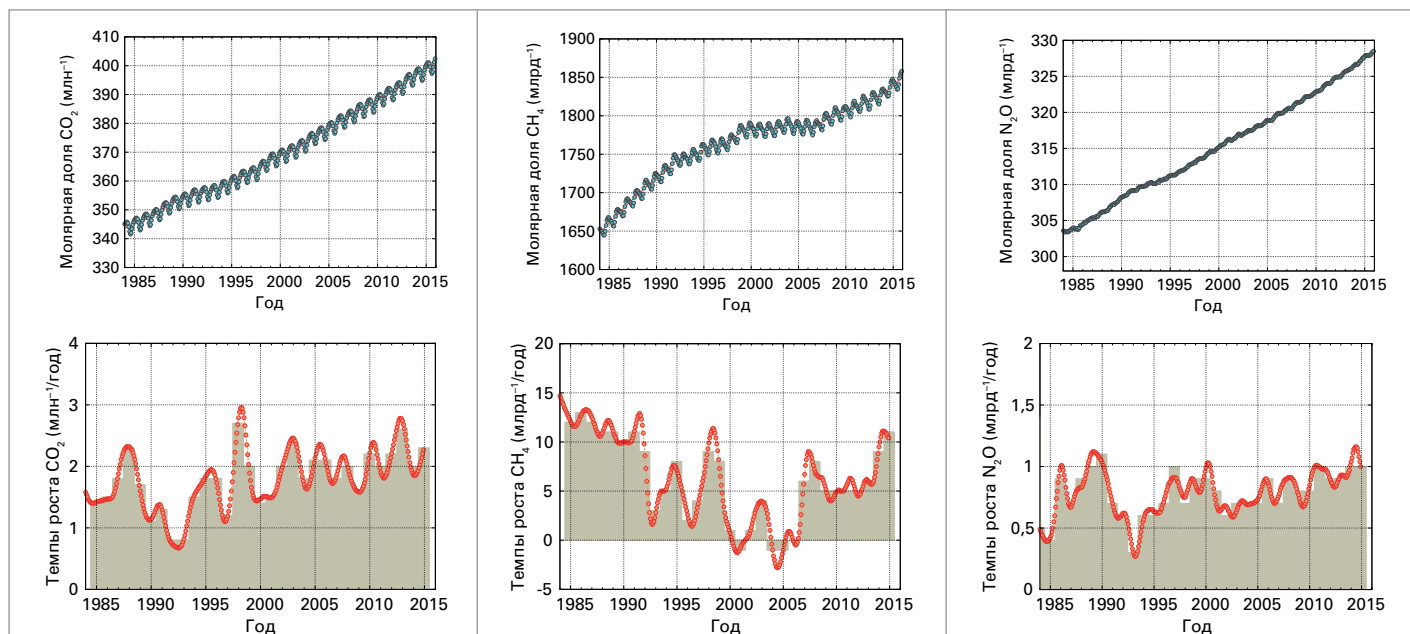 Молярная доля CO₂ (млн⁻¹)
410
400
390
380
370
360
350
340
330
1985 1990 1995 2000 2005 2010 2015
Год
Молярная доля CH₄ (млрд⁻¹)
1900
1850
1800
1750
1700
1650
1600
1985 1990 1995 2000 2005 2010 2015
Год
Молярная доля N₂O (млрд⁻¹)
330
325
320
315
310
305
300
1985 1990 1995 2000 2005 2010 2015
Год
Темпы роста CO₂ (млн⁻¹/год)
4
3
2
1
0
1985 1990 1995 2000 2005 2010 2015
Год
Темпы роста CH₄ (млрд⁻¹/год)
20
15
10
5
0
-5
1985 1990 1995 2000 2005 2010 2015
Год
Темпы роста N₂O (млрд⁻¹/год)
2
1,5
1
0,5
0
1985 1990 1995 2000 2005 2010 2015
Год